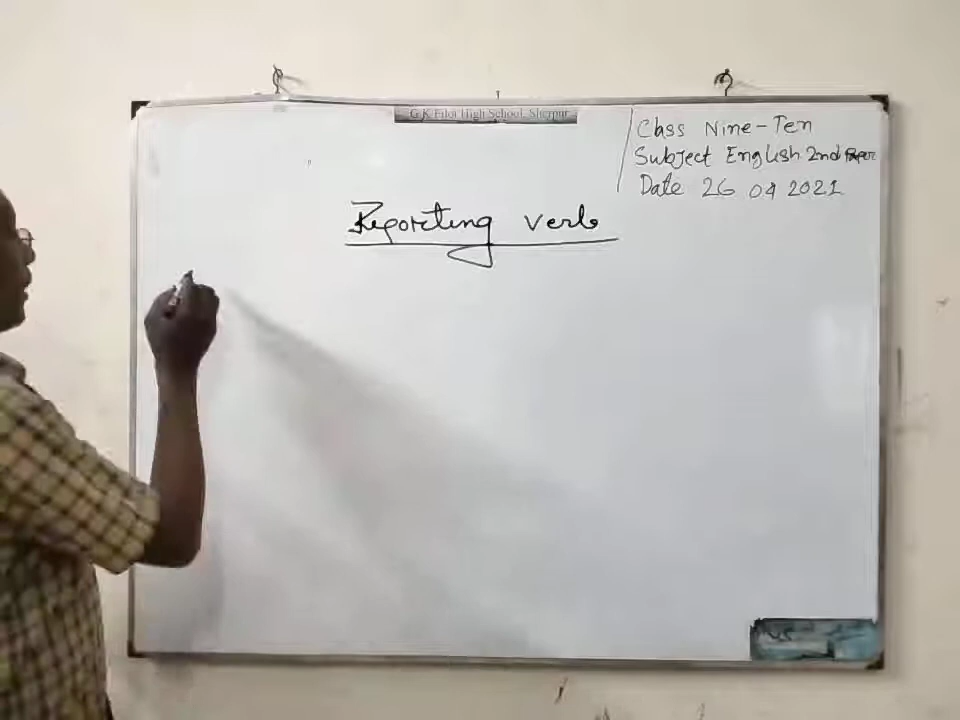 G.K Pilot High School, Sherpur
Class Nine-Ten
Subject English 2nd Paper
Date 26 04 2021
Reporting verb